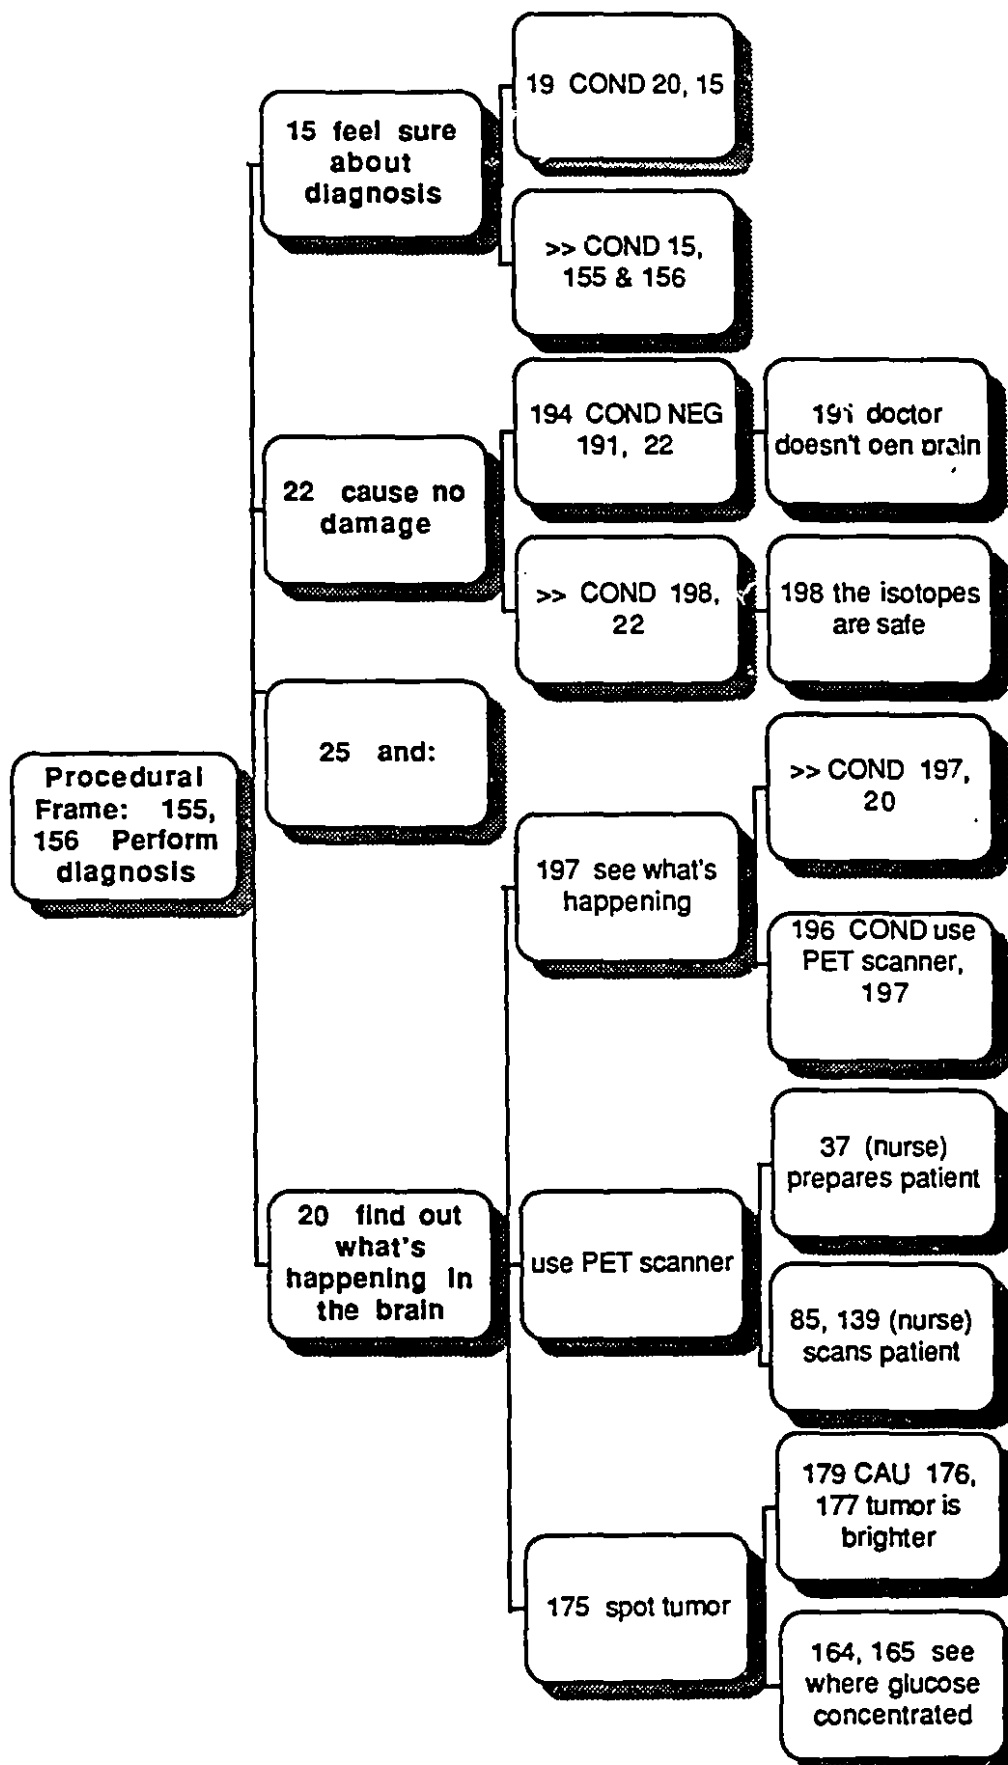 19 COND 20, 15
15 feel sure
about
diagnosis
>> COND 15,
155 & 156
194 COND NEG
191, 22
doctor
doesn't oen
22 cause no
damage
>> COND 198,
22
198 the isotopes
are safe
25 and:
Procedural
Frame: 155,
156 Perform
diagnosis
>> COND 197,
20
197 see what's
happening
196 COND use
PET scanner,
197
37 (nurse)
prepares patient
20 find out
what's
happening in
the brain
use PET scanner
85, 139 (nurse)
scans patient
179 CAU 176,
177 tumor is
brighter
175 spot tumor
164, 165 see
where glucose
concentrated